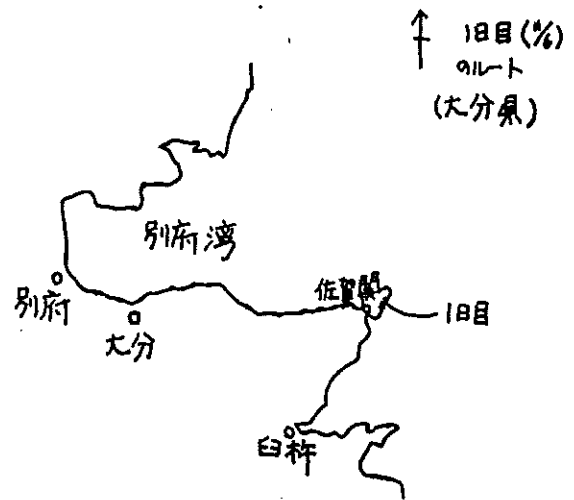 1日目(11/6)
のルート
(大分県)
別府湾
佐賀関
1日目
別府
大分
臼杵